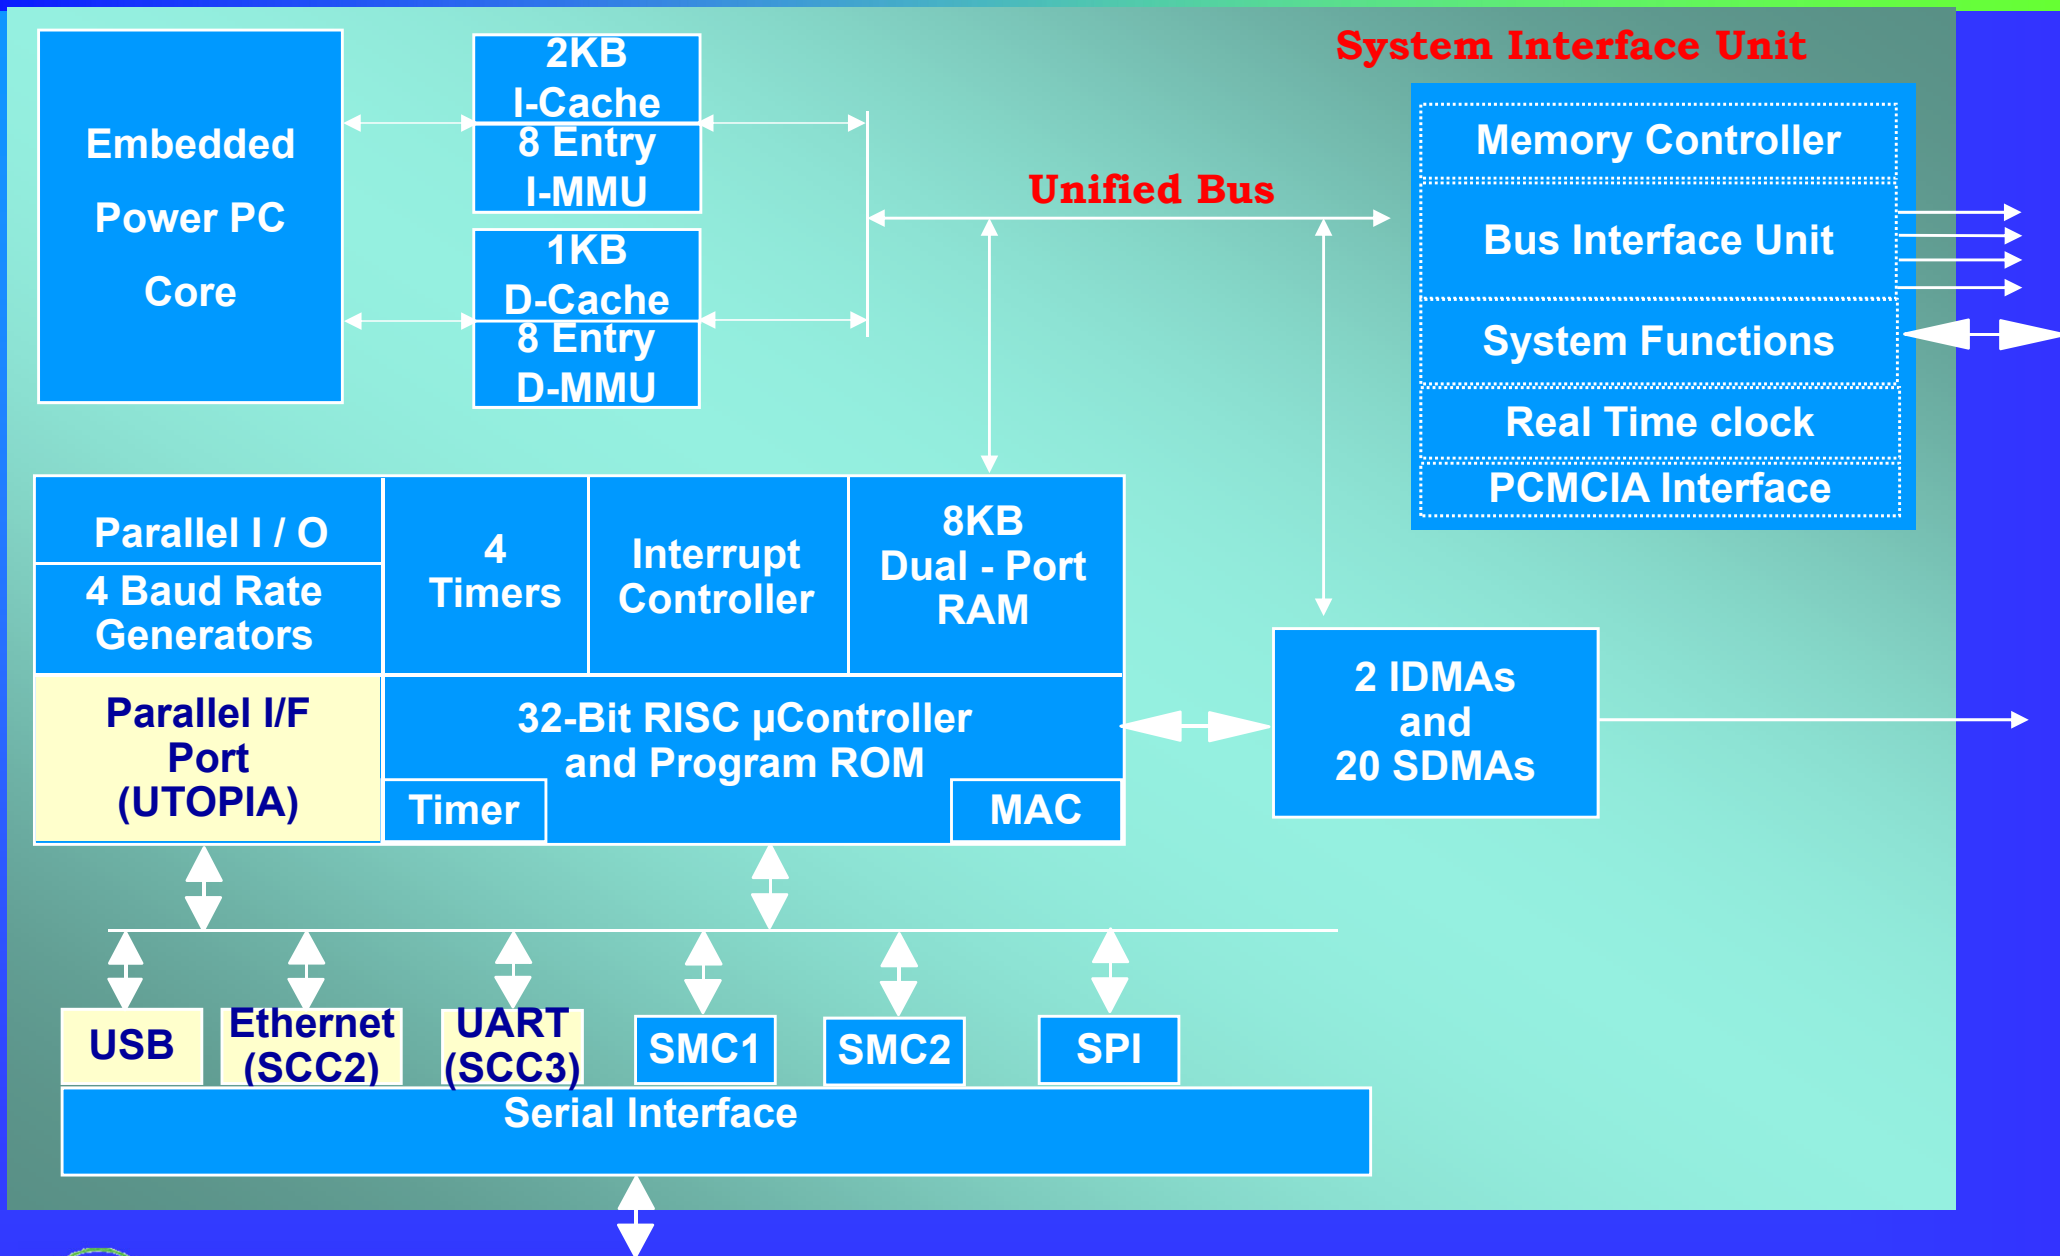 Embedded
Power PC
Core
2KB
I-Cache
8 Entry
I-MMU
1KB
D-Cache
8 Entry
D-MMU
Unified Bus
System Interface Unit
Memory Controller
Bus Interface Unit
System Functions
Real Time clock
PCMCIA Interface
Parallel I / O
4 Baud Rate
Generators
4
Timers
Interrupt
Controller
8KB
Dual - Port
RAM
Parallel I/F
Port
(UTOPIA)
32-Bit RISC µController
and Program ROM
Timer
MAC
2 IDMAs
and
20 SDMAs
USB
Ethernet
(SCC2)
UART
(SCC3)
SMC1
SMC2
SPI
Serial Interface